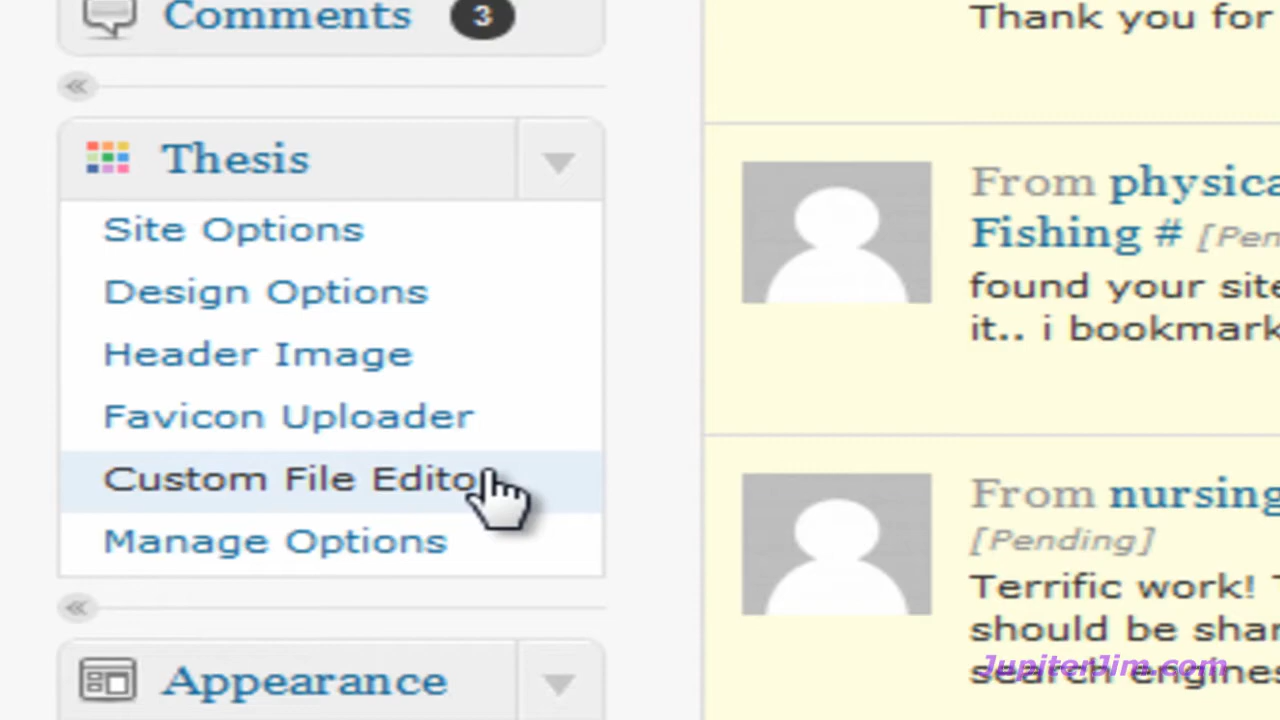 Comments 3
Thesis
Site Options
Design Options
Header Image
Favicon Uploader
Custom File Edito
Manage Options
Appearance
Thank you for
From physica
Fishing # [Pen
found your site
it.. i bookmark
From nursing
[Pending]
Terrific work! T
should be shar
search engines
JupiterJim.com